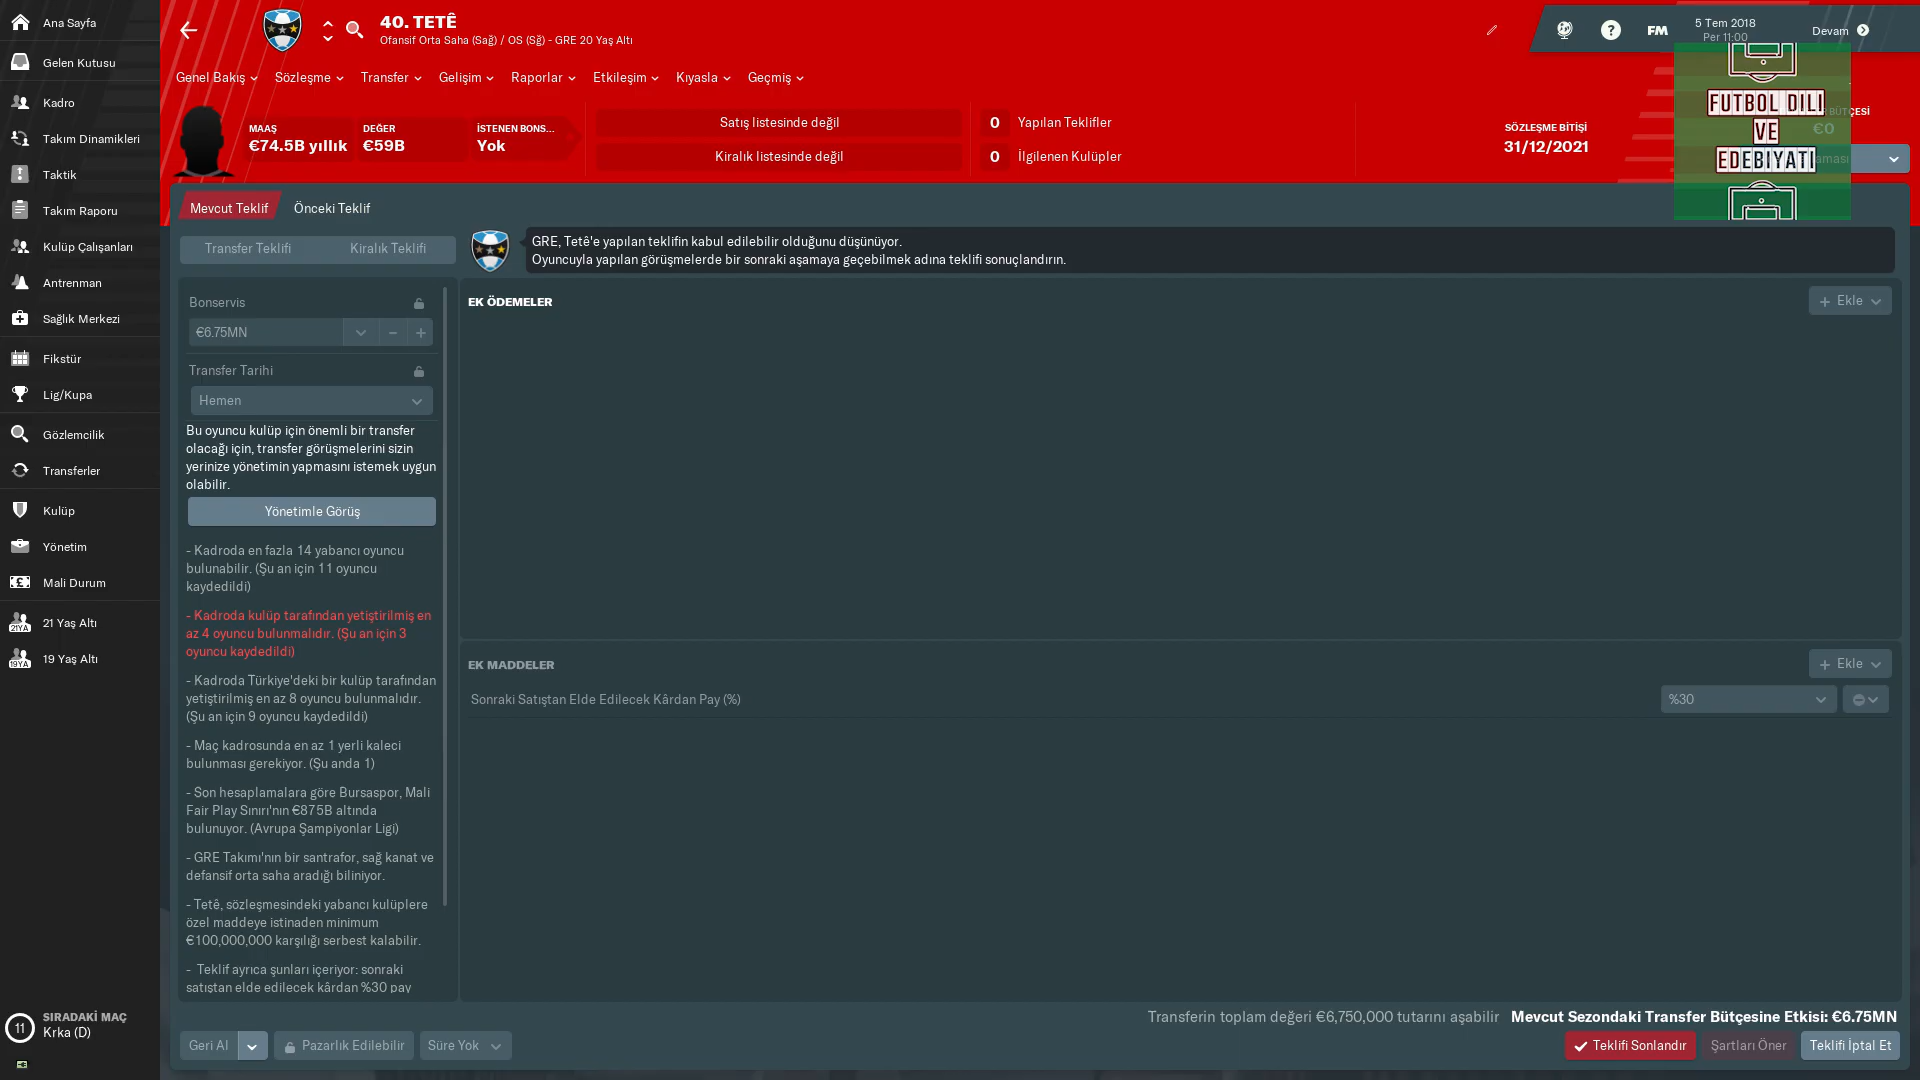 Ana Sayfa
Gelen Kutusu
Kadro
Takım Dinamikleri
Taktik
Takım Raporu
Kulüp Çalışanları
Antrenman
Sağlık Merkezi
Fikstür
Lig/Kupa
Gözlemcilik
Transferler
Kulüp
Yönetim
Mali Durum
21YA
21 Yaş Altı
19YA
19 Yaş Altı
11
SIRADAKİ MAÇ
Krka (D)
40. TETÊ
Ofansif Orta Saha (Sağ) / OS (Sğ) - GRE 20 Yaş Altı
?
FM
5 Tem 2018
Per 11:00
Devam
Genel Bakış
Sözleşme
Transfer
Gelişim
Raporlar
Etkileşim
Kıyasla
Geçmiş
MAAŞ
€74.5B yıllık
DEĞER
€59B
İSTENEN BONS...
Yok
Satış listesinde değil
Kiralık listesinde değil
0 Yapılan Teklifler
0 İlgilenen Kulüpler
SÖZLEŞME BİTİŞİ
31/12/2021
BÜTÇESİ
€0
FUTBOL DILI
VE
EDEBIYATI
Mevcut Teklif
Önceki Teklif
Transfer Teklifi
Kiralık Teklifi
GRE, Tetê'e yapılan teklifin kabul edilebilir olduğunu düşünüyor.
Oyuncuyla yapılan görüşmelerde bir sonraki aşamaya geçebilmek adına teklifi sonuçlandırın.
Bonservis
€6.75MN
Transfer Tarihi
Hemen
Bu oyuncu kulüp için önemli bir transfer
olacağı için, transfer görüşmelerini sizin
yerinize yönetimin yapmasını istemek uygun
olabilir.
Yönetimle Görüş
- Kadroda en fazla 14 yabancı oyuncu
bulunabilir. (Şu an için 11 oyuncu
kaydedildi)
- Kadroda kulüp tarafından yetiştirilmiş en
az 4 oyuncu bulunmalıdır. (Şu an için 3
oyuncu kaydedildi)
- Kadroda Türkiye'deki bir kulüp tarafından
yetiştirilmiş en az 8 oyuncu bulunmalıdır.
(Şu an için 9 oyuncu kaydedildi)
- Maç kadrosunda en az 1 yerli kaleci
bulunması gerekiyor. (Şu anda 1)
- Son hesaplamalara göre Bursaspor, Mali
Fair Play Sınırı'nın €875B altında
bulunuyor. (Avrupa Şampiyonlar Ligi)
- GRE Takımı'nın bir santrafor, sağ kanat ve
defansif orta saha aradığı biliniyor.
- Tetê, sözleşmesindeki yabancı kulüplere
özel maddeye istinaden minimum
€100,000,000 karşılığı serbest kalabilir.
- Teklif ayrıca şunları içeriyor: sonraki
satıştan elde edilecek kârdan %30 pay
EK ÖDEMELER
Ekle
EK MADDELER
Ekle
Sonraki Satıştan Elde Edilecek Kârdan Pay (%)
%30
Transferin toplam değeri €6,750,000 tutarını aşabilir
Mevcut Sezondaki Transfer Bütçesine Etkisi: €6.75MN
Geri Al
Pazarlık Edilebilir
Süre Yok
Teklifi Sonlandır
Şartları Öner
Teklifi İptal Et